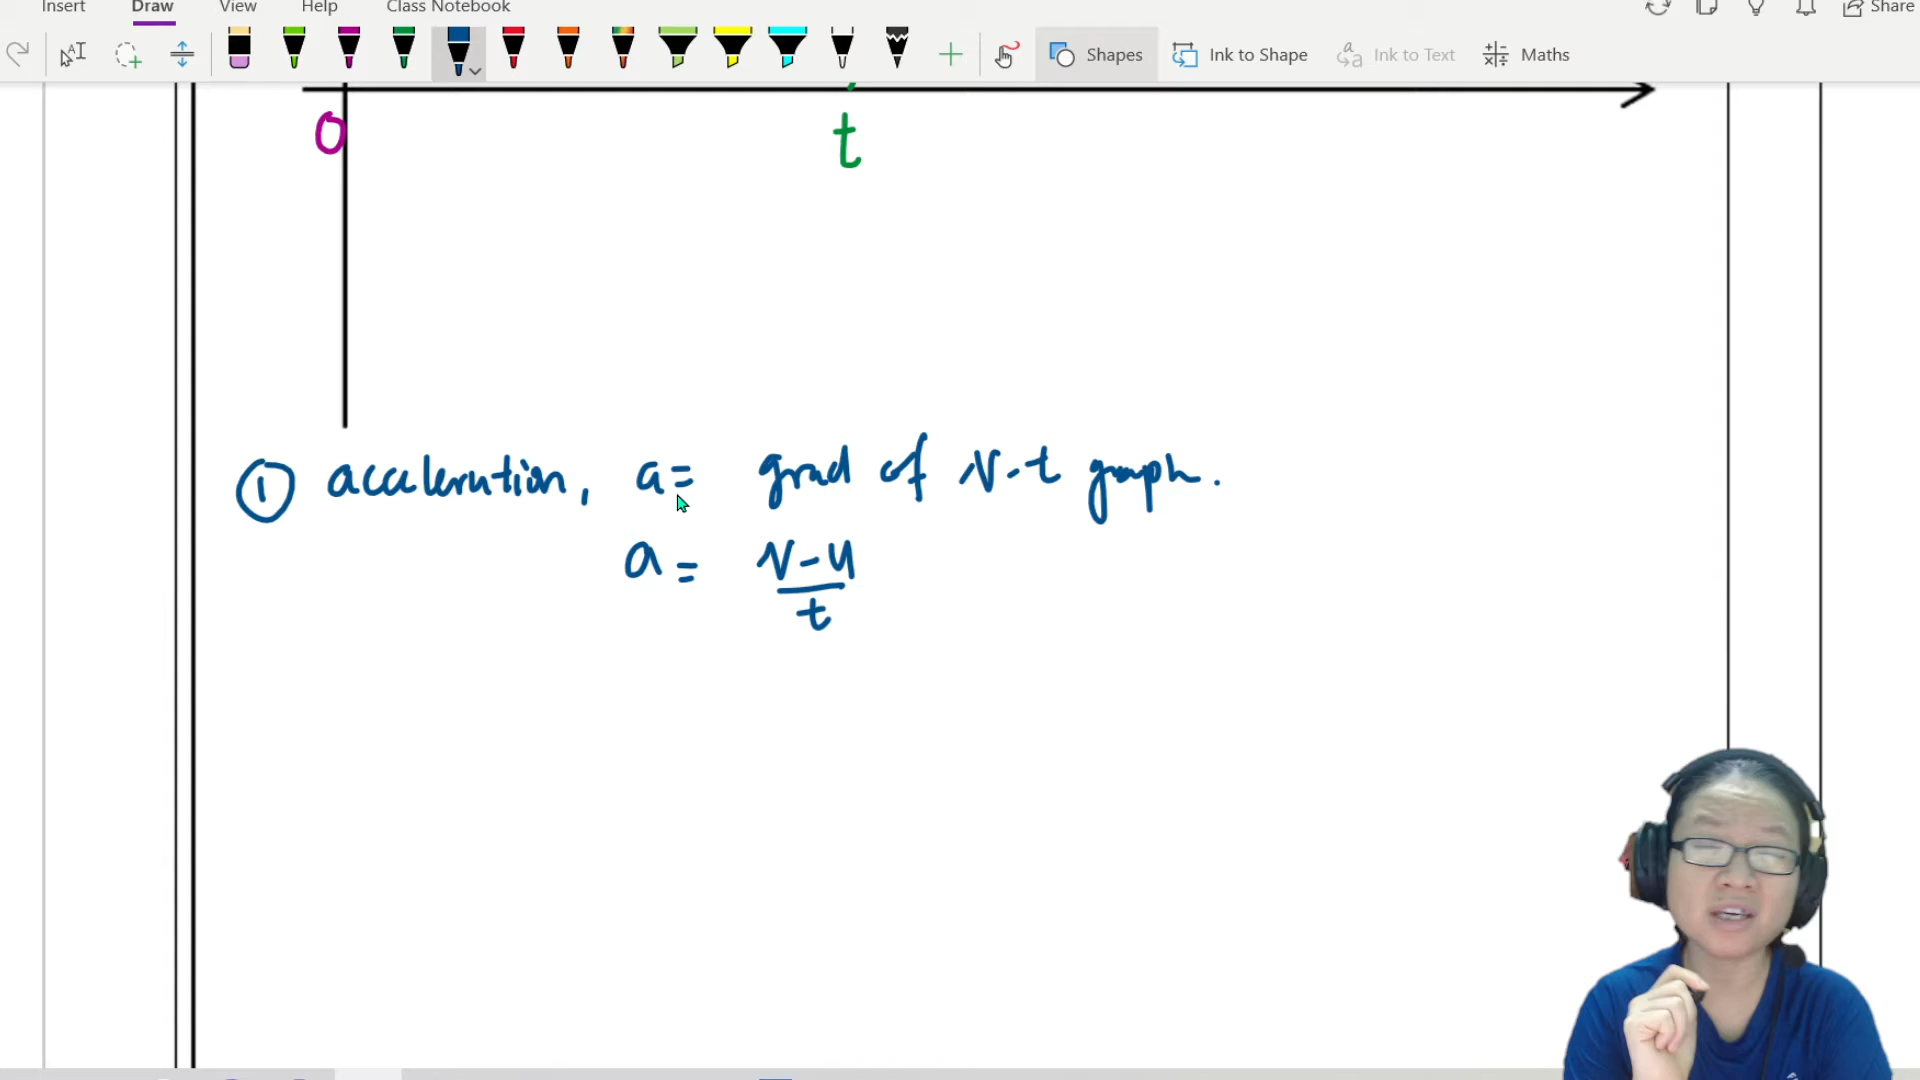 Insert Draw View Help Class Notebook Share
Shapes Ink to Shape Ink to Text Maths
0 t
① acceleration, a = grad of v-t graph.
a = v-u
t